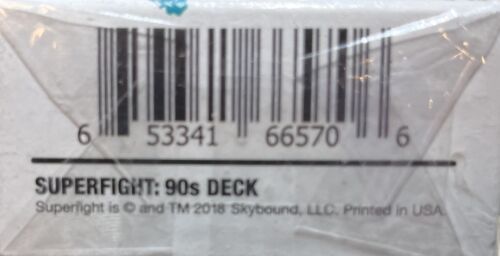 6 53341 66570 6
SUPERFIGHT: 90s DECK
Superfight is © and TM 2018 Skybound, LLC. Printed in USA.